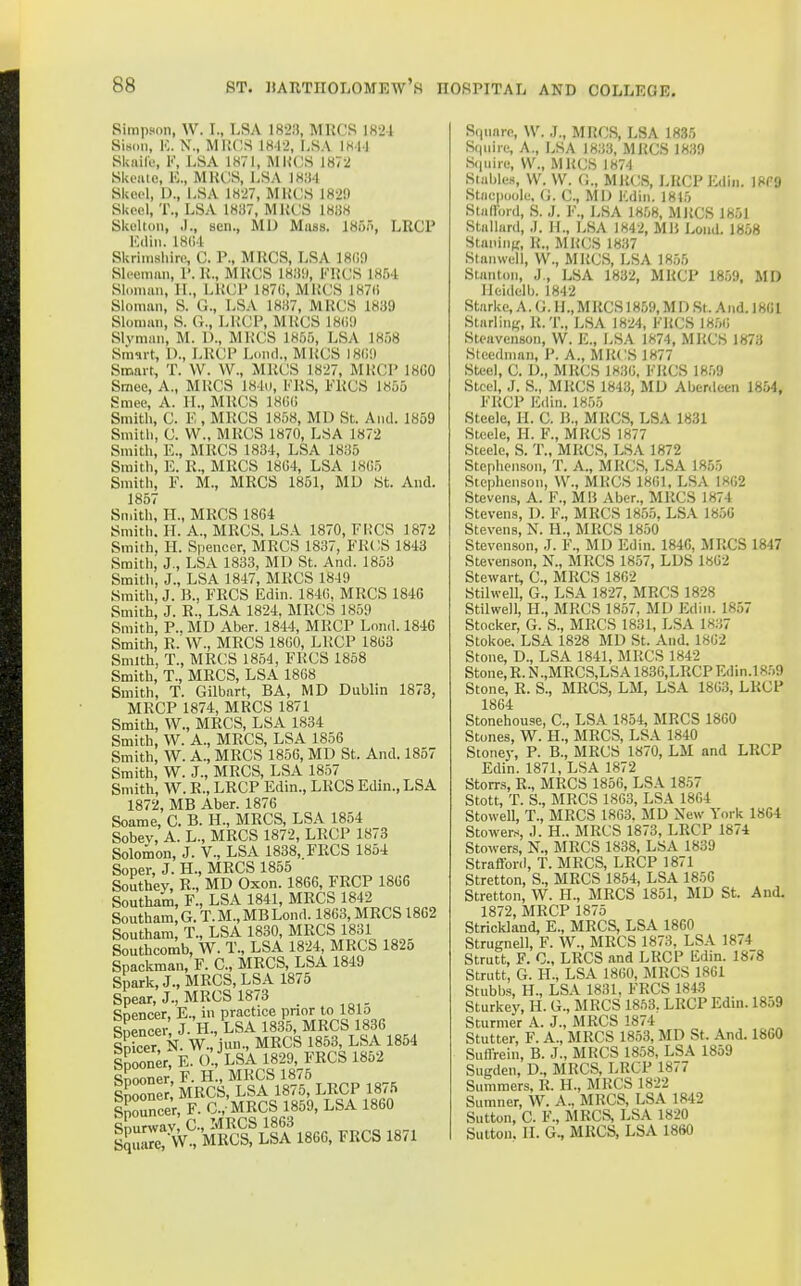 88 ST. BARTHOLOMEW'S HOSPITAL AND COLLEGE.
Simpson, W. I., LSA 1823, MRCS 1824
Sison, E. N., MRCS 1842, LSA 1844
Skaife, F, LSA 1871, MRCS 1872
Skeate, E., MRCS, LSA 1834
Skeel, D., LSA 1827, MRCS 1829
Skeel, T., LSA 1837, MRCS 1838
Skelton, J., sen., MD Mass. 1855, LRCP
Edin. 1864
Skrimshire, C. P., MRCS, LSA 1869
Sleeman, P. R., MRCS 1839, FRCS 1854
Sloman, H., LRCP 1876, MRCS 1876
Sloman, S. G., LSA 1837, MRCS 1839
Sloman, S. G., LRCP, MRCS 1869
Slyman, M. D., MRCS 1855, LSA 1858
Smart, D., LRCP Lond., MRCS 1869
Smart, T. W. W., MRCS 1827, MRCP 1860
Smee, A., MRCS 1840, FRS, FRCS 1855
Smee, A. H., MRCS 1866
Smith, C. F., MRCS 1858, MD St. And. 1859
Smith, C. W., MRCS 1870, LSA 1872
Smith, E., MRCS 1834, LSA 1835
Smith, E. R., MRCS 1864, LSA 1865
Smith, F. M., MRCS 1851, MD St. And.
1857
Smith, H., MRCS 1864
Smith, H. A., MRCS, LSA 1870, FRCS 1872
Smith, H. Spencer, MRCS 1837, FRCS 1843
Smith, J., LSA 1833, MD St. And. 1853
Smith, J., LSA 1847, MRCS 1849
Smith, J. B., FRCS Edin. 1846, MRCS 1846
Smith, J. R., LSA 1824, MRCS 1859
Smith, P., MD Aber. 1844, MRCP Lond. 1846
Smith, R. W., MRCS 1860, LRCP 1863
Smith, T., MRCS 1854, FRCS 1858
Smith, T., MRCS, LSA 1868
Smith, T. Gilbart, BA, MD Dublin 1873,
MRCP 1874, MRCS 1871
Smith, W., MRCS, LSA 1834
Smith, W. A., MRCS, LSA 1856
Smith, W. A., MRCS 1856, MD St. And. 1857
Smith, W. J., MRCS, LSA 1857
Smith, W. R., LRCP Edin., LRCS Edin., LSA
1872, MB Aber. 1876
Soame, C. B. H., MRCS, LSA 1854
Sobey, A. L., MRCS 1872, LRCP 1873
Solomon, J. V., LSA 1838, FRCS 1854
Soper, J. H., MRCS 1855
Southey, R., MD Oxon. 1866, FRCP 1866
Southam, F., LSA 1841, MRCS 1842
Southam, G. T. M., MB Lond. 1863, MRCS 1862
Southam, T., LSA 1830, MRCS 1831
Southcomb, W. T., LSA 1824, MRCS 1825
Spackman, F. C., MRCS, LSA 1849
Spark, J., MRCS, LSA 1875
Spear, J., MRCS 1873
Spencer, E., in practice prior to 1815
Spencer, J. H., LSA 1835, MRCS 1836
Spicer, N. W., jun., MRCS 1853, LSA 1854
Spooner, E. O., LSA 1829, FRCS 1852
Spooner, F. H., MRCS 1875
Spooner, MRCS, LSA 1875, LRCP 1875
Spouncer, F. C., MRCS 1859, LSA 1860
Spurway, C., MRCS 1863
Square, W., MRCS, LSA 1866, FRCS 1871
Square, W. J., MRCS, LSA 1835
Squire, A., LSA 1833, MRCS 1839
Squire, W., MRCS 1874
Stables, W. W. G., MRCS, LRCP Edin. 1869
Stacpoole, G. C., MD Edin. 1845
Stafford, S. J. F., LSA 1858, MRCS 1851
Stallard, J. H., LSA 1842, MB Lond. 1858
Staning, R., MRCS 1837
Stanwell, W., MRCS, LSA 1855
Stanton, J., LSA 1832, MRCP 1859, MD
Heidelb. 1842
Starke, A. G. H., MRCS 1859, MD St. And. 1861
Starling, R. T., LSA 1824, FRCS 1856
Steavenson, W. E., LSA 1874, MRCS 1873
Steedman, P. A., MRCS 1877
Steel, C. D., MRCS 1836, FRCS 1859
Steel, J. S., MRCS 1843, MD Aberdeen 1854,
FRCP Edin. 1855
Steele, H. C. B., MRCS, LSA 1831
Steele, H. F., MRCS 1877
Steele, S. T., MRCS, LSA 1872
Stephenson, T. A., MRCS, LSA 1855
Stephenson, W., MRCS 1861, LSA 1862
Stevens, A. F., MB Aber., MRCS 1874
Stevens, D. F., MRCS 1855, LSA 1856
Stevens, N. H., MRCS 1850
Stevenson, J. F., MD Edin. 1846, MRCS 1847
Stevenson, N., MRCS 1857, LDS 1862
Stewart, C., MRCS 1862
Stilwell, G., LSA 1827, MRCS 1828
Stilwell, H., MRCS 1857, MD Edin. 1857
Stocker, G. S., MRCS 1831, LSA 1837
Stokoe, LSA 1828 MD St. And. 1862
Stone, D., LSA 1841, MRCS 1842
Stone, R. N., MRCS, LSA 1836, LRCP Edin. 1859
Stone, R. S., MRCS, LM, LSA 1863, LRCP
1864
Stonehouse, C., LSA 1854, MRCS 1860
Stones, W. H., MRCS, LSA 1840
Stoney, P. B., MRCS 1870, LM and LRCP
Edin. 1871, LSA 1872
Storrs, R., MRCS 1856, LSA 1857
Stott, T. S., MRCS 1863, LSA 1864
Stowell, T., MRCS 1863, MD New York 1864
Stowers, J. H., MRCS 1873, LRCP 1874
Stowers, N., MRCS 1838, LSA 1839
Strafford, T. MRCS, LRCP 1871
Stretton, S., MRCS 1854, LSA 1856
Stretton, W. H., MRCS 1851, MD St. And.
1872, MRCP 1875
Strickland, E., MRCS, LSA 1860
Strugnell, F. W., MRCS 1873, LSA 1874
Strutt, F. C., LRCS and LRCP Edin. 1878
Strutt, G. H., LSA 1860, MRCS 1861
Stubbs, H., LSA 1831, FRCS 1843
Sturkey, H. G., MRCS 1853, LRCP Edin. 1859
Sturmer A. J., MRCS 1874
Stutter, F. A., MRCS 1853, MD St. And. 1860
Suffrein, B. J., MRCS 1858, LSA 1859
Sugden, D., MRCS, LRCP 1877
Summers, R. H., MRCS 1822
Sumner, W. A., MRCS, LSA 1842
Sutton, C. F., MRCS, LSA 1820
Sutton, H. G., MRCS, LSA 1860